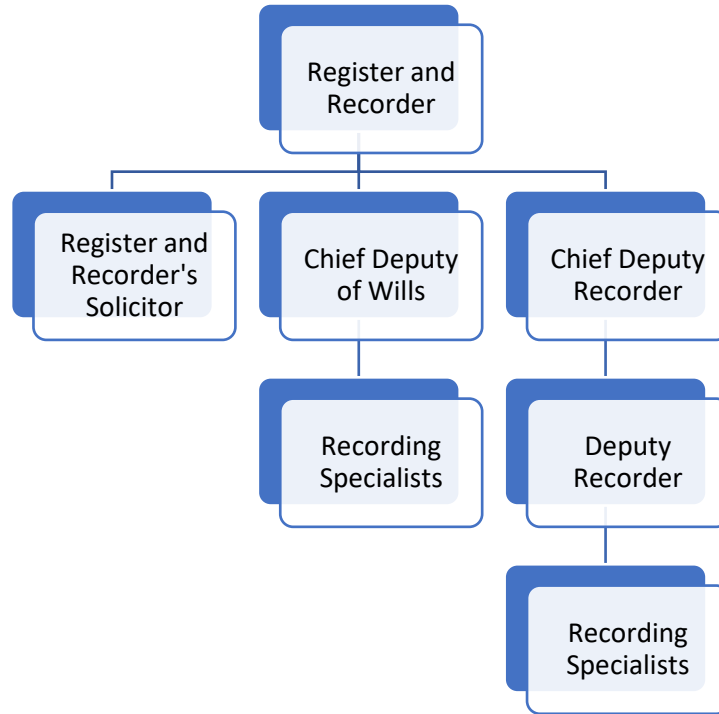 Register and
Recorder
Register and
Recorder's
Solicitor
Chief Deputy
of Wills
Chief Deputy
Recorder
Recording
Specialists
Deputy
Recorder
Recording
Specialists